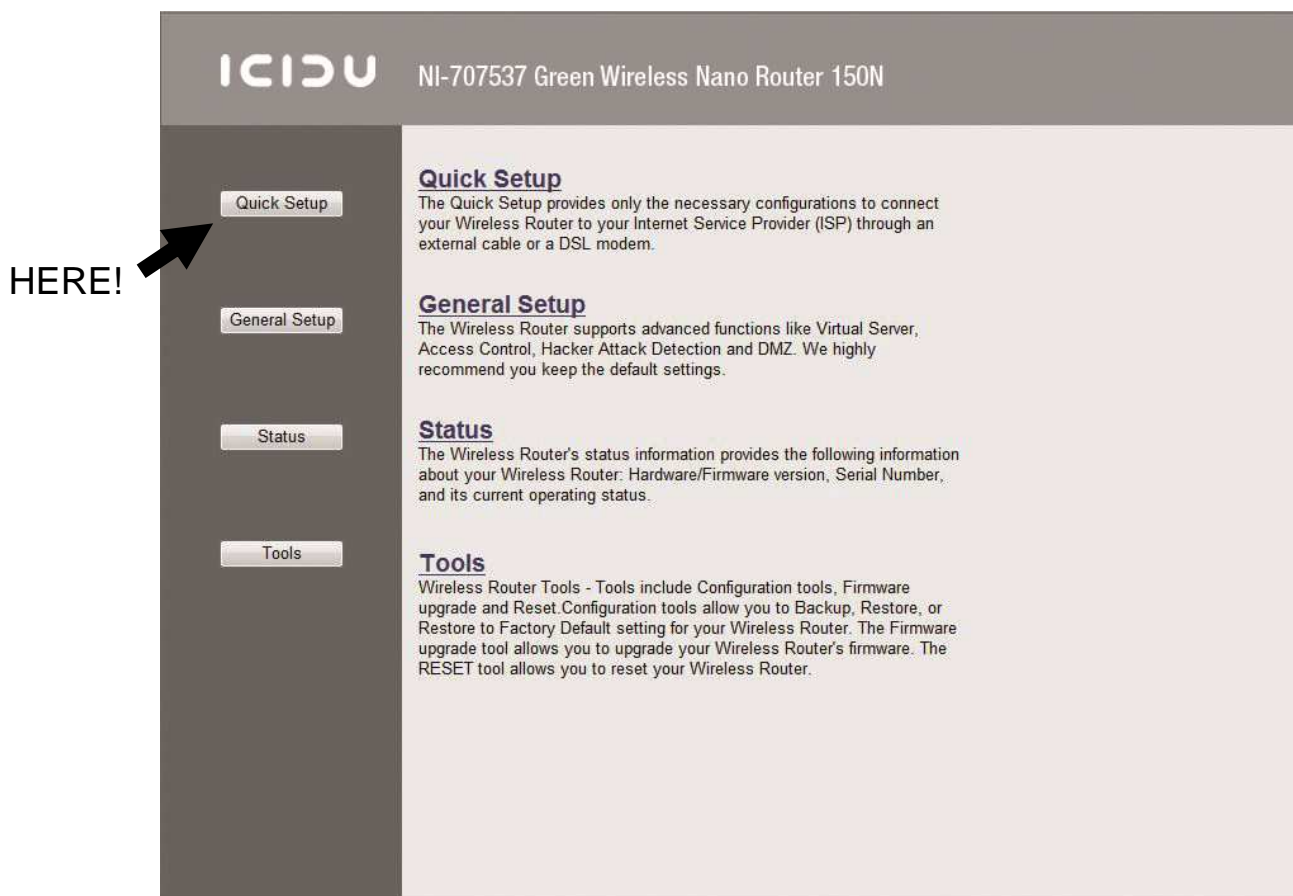 ICIDU NI-707537 Green Wireless Nano Router 150N
Quick Setup
HERE!
General Setup
Status
Tools
Quick Setup
The Quick Setup provides only the necessary configurations to connect
your Wireless Router to your Internet Service Provider (ISP) through an
external cable or a DSL modem.
General Setup
The Wireless Router supports advanced functions like Virtual Server,
Access Control, Hacker Attack Detection and DMZ. We highly
recommend you keep the default settings.
Status
The Wireless Router's status information provides the following information
about your Wireless Router: Hardware/Firmware version, Serial Number,
and its current operating status.
Tools
Wireless Router Tools - Tools include Configuration tools, Firmware
upgrade and Reset.Configuration tools allow you to Backup, Restore, or
Restore to Factory Default setting for your Wireless Router. The Firmware
upgrade tool allows you to upgrade your Wireless Router's firmware. The
RESET tool allows you to reset your Wireless Router.